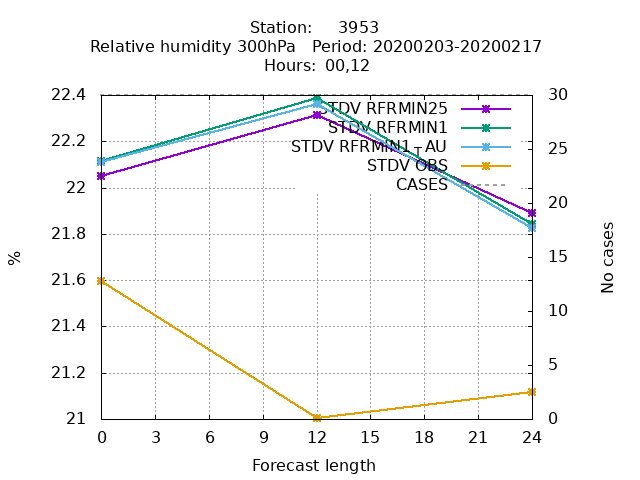 Station: 3953
Relative humidity 300hPa Period: 20200203-20200217
Hours: 00,12
STDV RFRMIN25
STDV RFRMIN1
STDV RFRMIN1_AU
STDV OBS
CASES
22.4
22.2
22
21.8
21.6
21.4
21.2
21
30
25
20
15
10
5
0
0 3 6 9 12 15 18 21 24
%
No cases
Forecast length